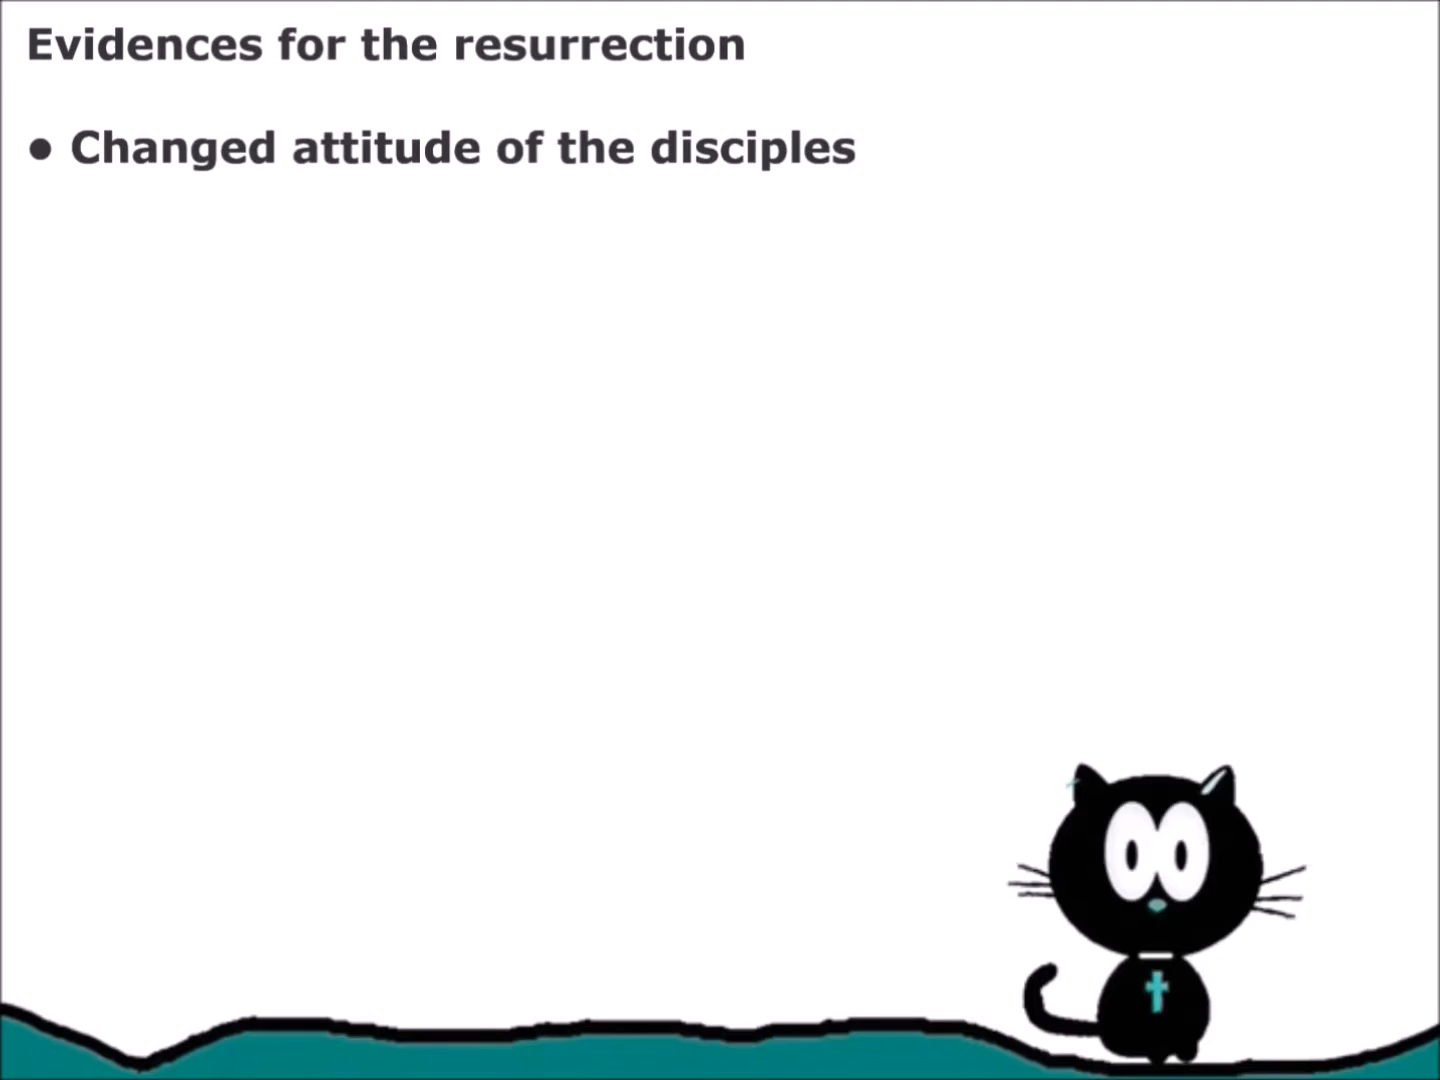 Evidences for the resurrection
• Changed attitude of the disciples